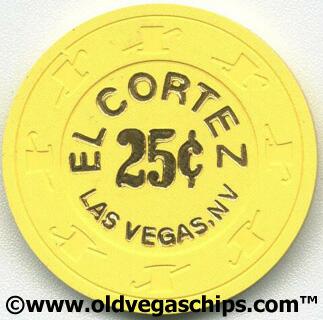 EL CORTEZ
25¢
LAS VEGAS, NV
©www.oldvegaschips.com™